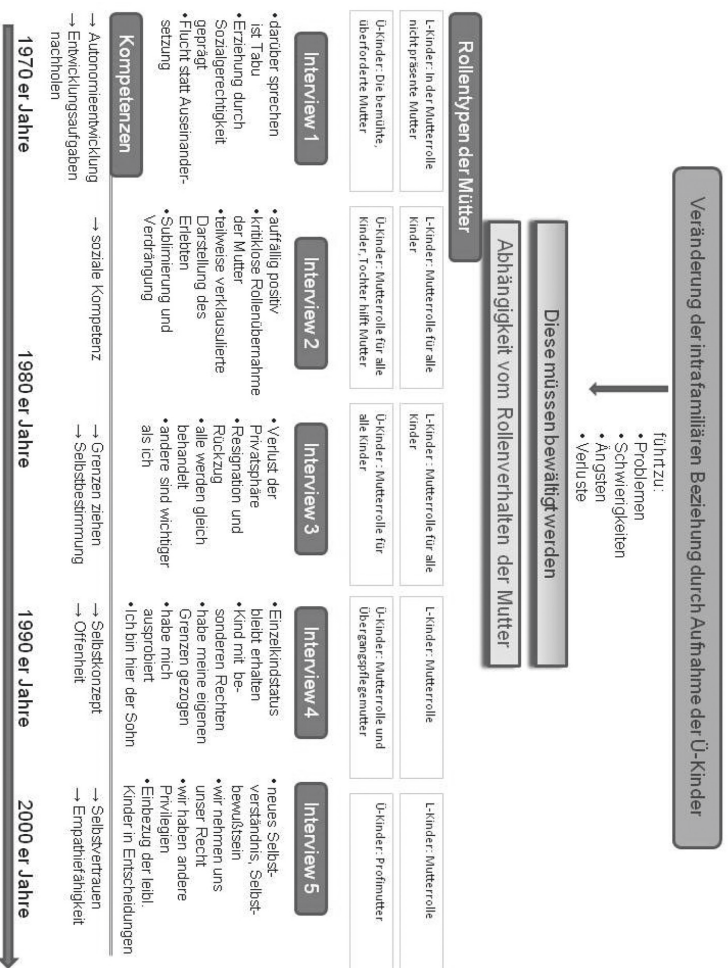 Veränderung der intrafamiliären Beziehung durch Aufnahme der Ü-Kinder
führt zu:
• Problemen
• Schwierigkeiten
• Ängsten
• Verluste
Diese müssen bewältigt werden
Abhängigkeit vom Rollenverhalten der Mutter
Rollentypen der Mütter
L-Kinder: In der Mutterrolle
nicht präsente Mutter
Ü-Kinder: Die bemühte,
überforderte Mutter
L-Kinder: Mutterrolle für alle
Kinder
Ü-Kinder: Mutterrolle für alle
Kinder, Tochter hilft Mutter
L-Kinder: Mutterrolle für alle
Kinder
Ü-Kinder: Mutterrolle für
alle Kinder
L-Kinder: Mutterrolle
Ü-Kinder: Mutterrolle und
Übergangspflegemutter
L-Kinder: Mutterrolle
Ü-Kinder: Profimutter
Interview 1
• darüber sprechen
ist Tabu
• Erziehung durch
Sozialgerechtigkeit
geprägt
• Flucht statt Auseinander-
setzung
Interview 2
• auffällig positiv
• kritiklose Rollenübernahme
der Mutter
• teilweise verklausulierte
Darstellung des
Erlebten
• Sublimierung und
Verdrängung
Interview 3
• Verlust der
Privatsphäre
• Resignation und
Rückzug
• alle werden gleich
behandelt
• andere sind wichtiger
als ich
Interview 4
• Einzelkindstatus
bleibt erhalten
• Kind mit be-
sonderen Rechten
• habe meine eigenen
Grenzen gezogen
• habe mich
ausprobiert
• Ich bin hier der Sohn
Interview 5
• neues Selbst-
verständnis, Selbst-
bewußtsein
• wir nehmen uns
unser Recht
• wir haben andere
Privilegien
• Einbezug der leibl.
Kinder in Entscheidungen
Kompetenzen
→ Autonomieentwicklung
→ Entwicklungsaufgaben
nachholen
→ soziale Kompetenz
→ Grenzen ziehen
→ Selbstbestimmung
→ Selbstkonzept
→ Offenheit
→ Selbstvertrauen
→ Empathiefähigkeit
1970 er Jahre
1980 er Jahre
1990 er Jahre
2000 er Jahre